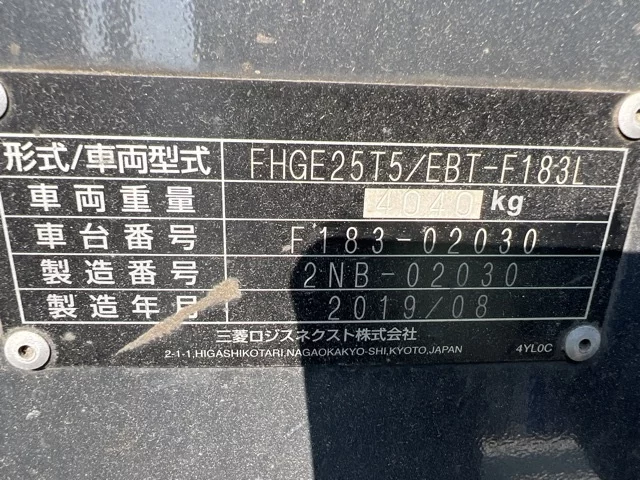 形式/車両型式 FHGE25T5/EBT-F183L
車両重量 4040 kg
車台番号 F183-02030
製造番号 2NB-02030
製造年月 2019/08
三菱ロジスネクスト株式会社
2-1-1,HIGASHIKOTARI,NAGAOKAKYO-SHI,KYOTO,JAPAN 4YL0C